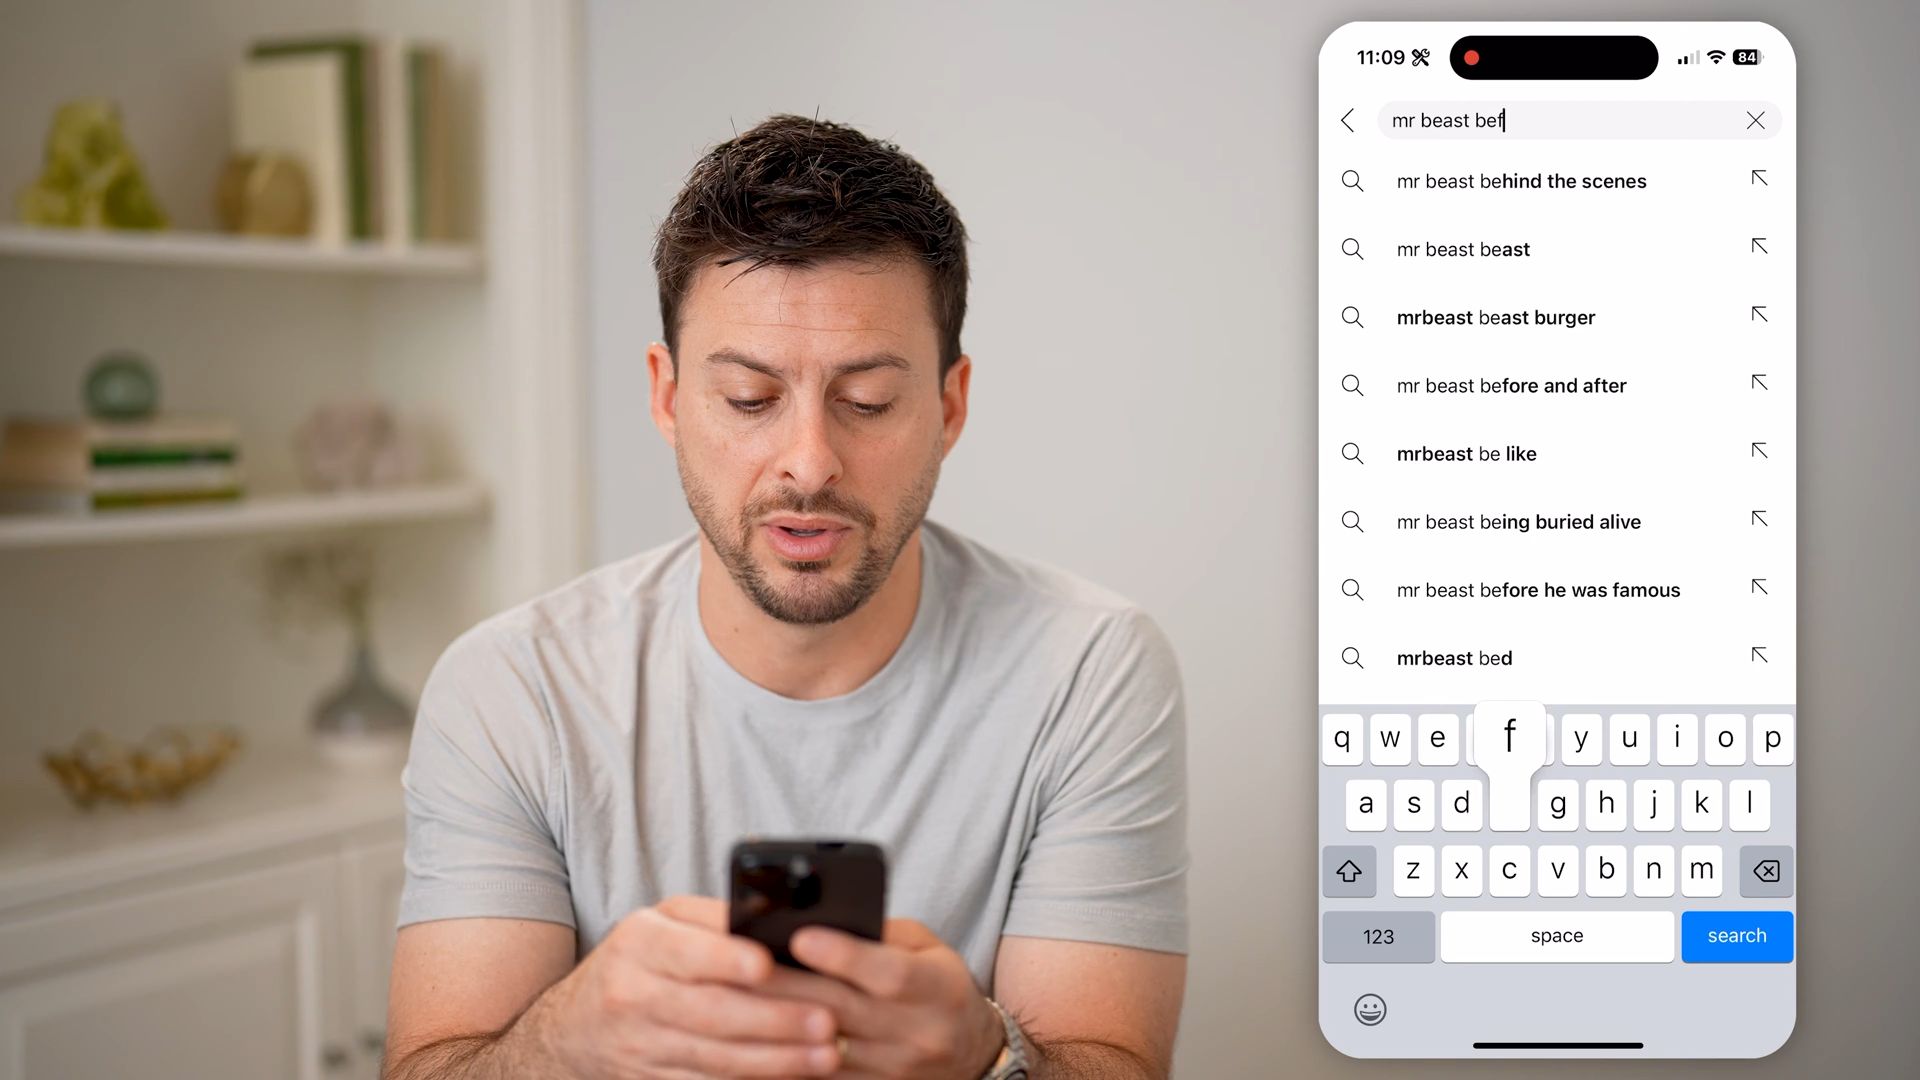 11:09
84
mr beast bef
mr beast behind the scenes
mr beast beast
mrbeast beast burger
mr beast before and after
mrbeast be like
mr beast being buried alive
mr beast before he was famous
mrbeast bed
q w e f y u i o p
a s d g h j k l
z x c v b n m
123 space search